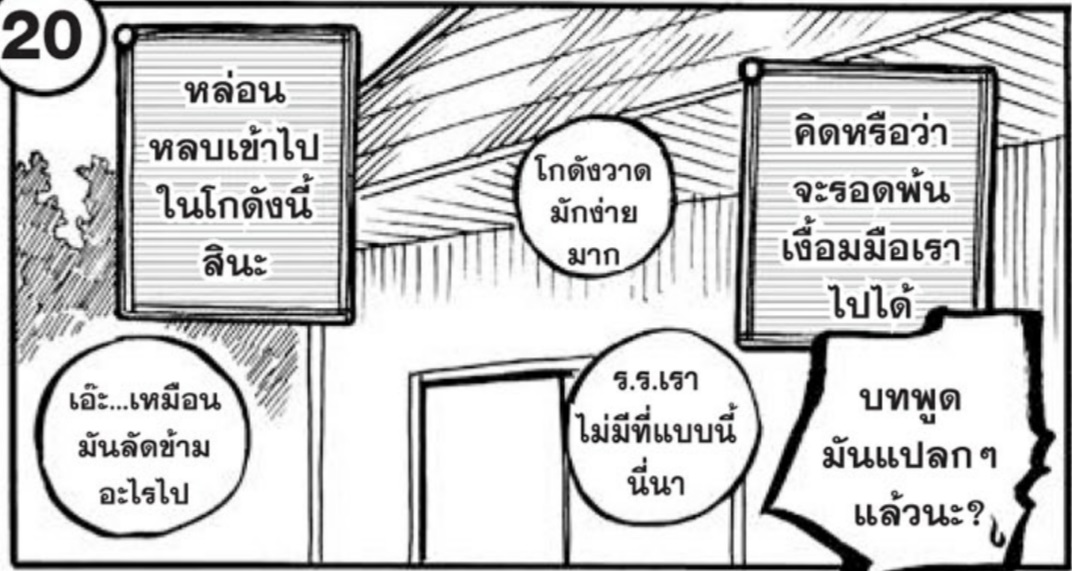 20
หล่อน
หลบเข้าไป
ในโกดังนี้
สินะ
โกดังวาด
มักง่าย
มาก
คิดหรือว่า
จะรอดพ้น
เงื้อมมือเรา
ไปได้
เอ๊ะ...เหมือน
มันลัดข้าม
อะไรไป
ร.ร.เรา
ไม่มีที่แบบนี้
นี่นา
บทพูด
มันแปลกๆ
แล้วนะ?